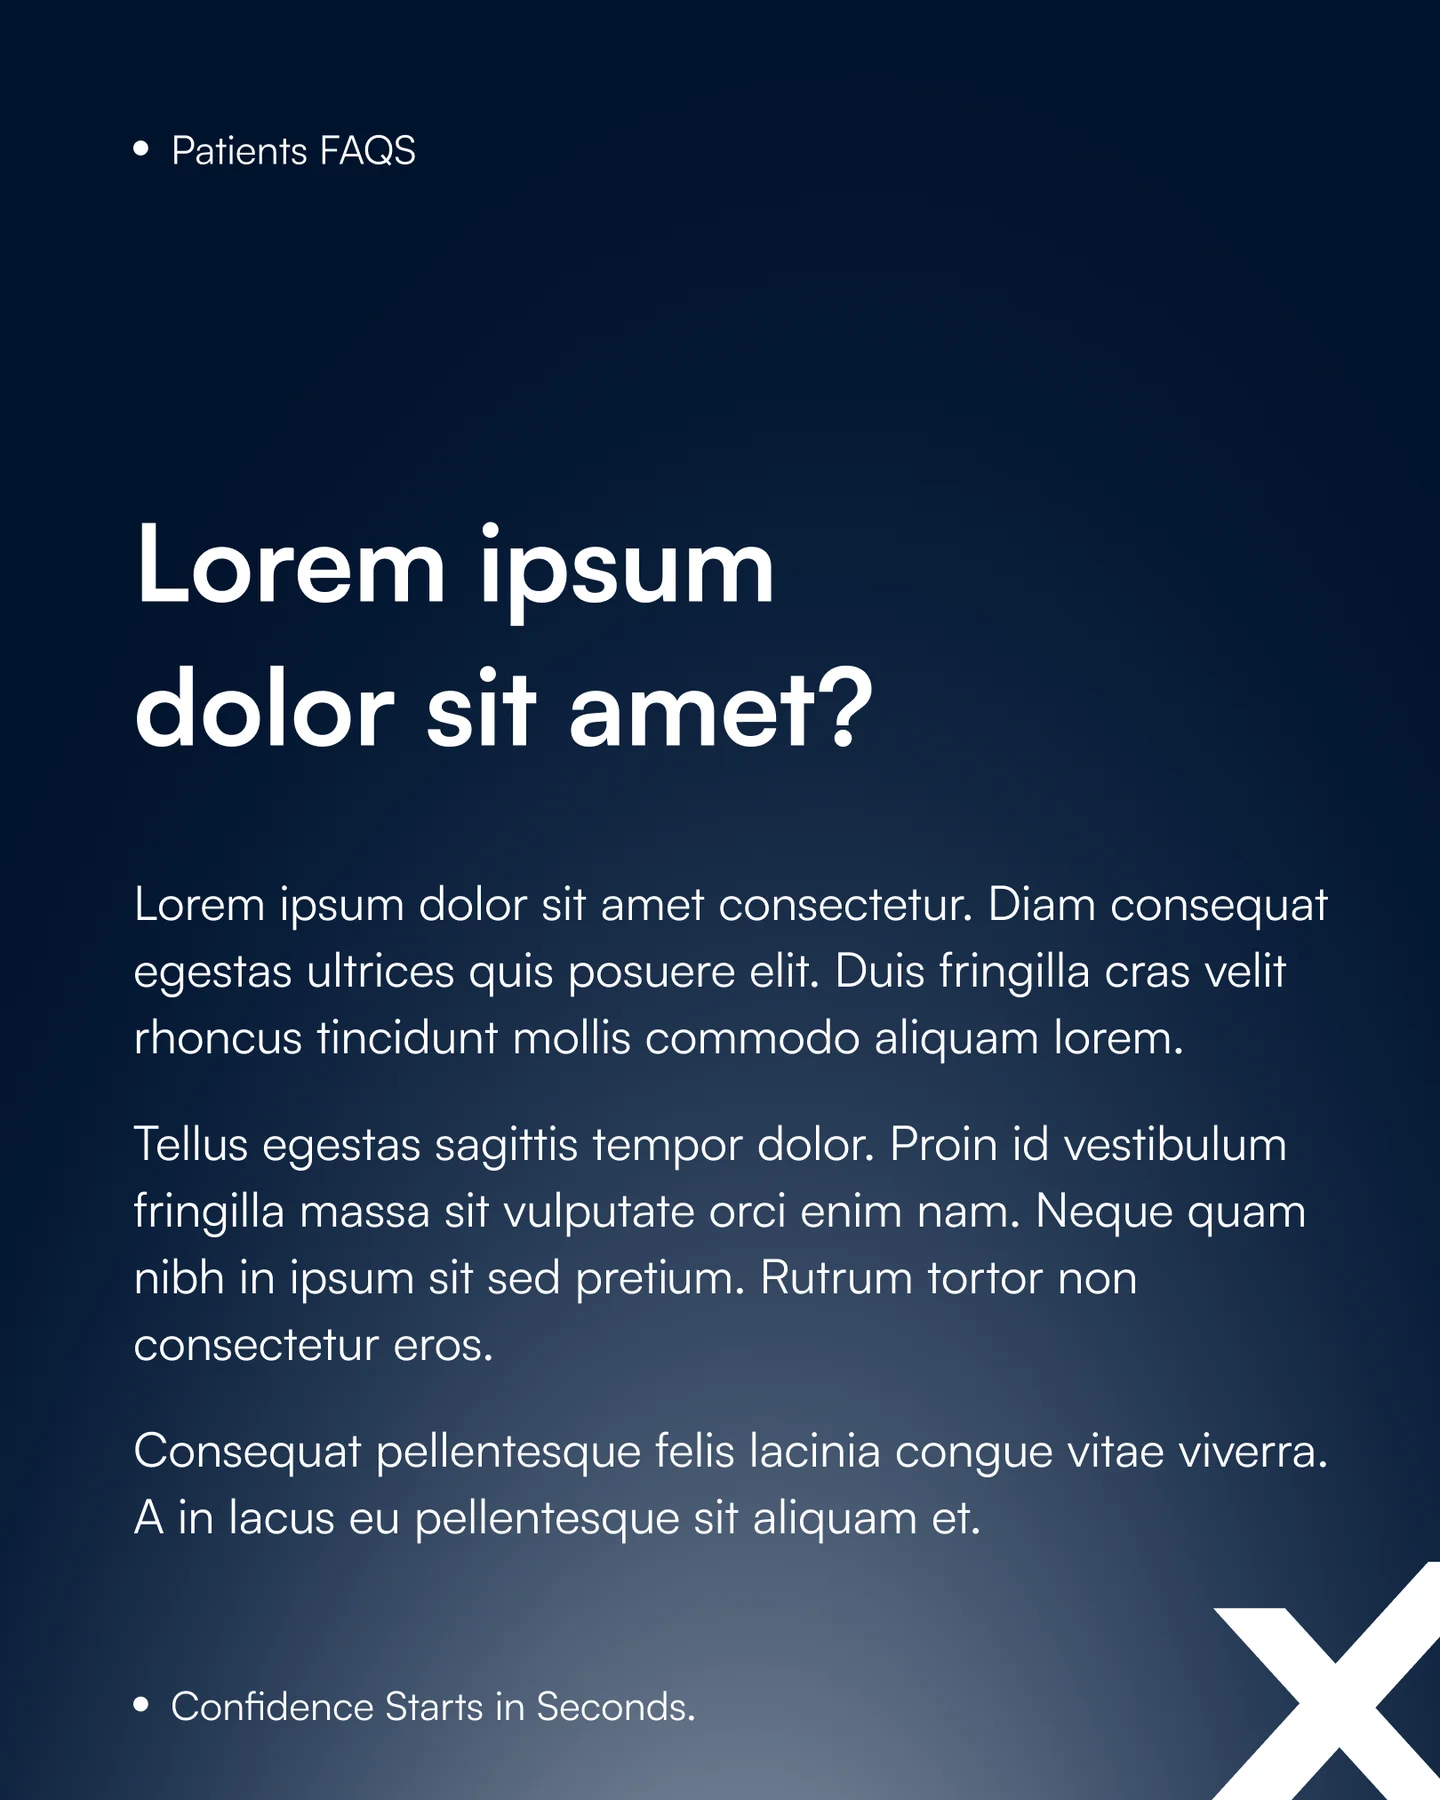 • Patients FAQS
Lorem ipsum
dolor sit amet?
Lorem ipsum dolor sit amet consectetur. Diam consequat
egestas ultrices quis posuere elit. Duis fringilla cras velit
rhoncus tincidunt mollis commodo aliquam lorem.
Tellus egestas sagittis tempor dolor. Proin id vestibulum
fringilla massa sit vulputate orci enim nam. Neque quam
nibh in ipsum sit sed pretium. Rutrum tortor non
consectetur eros.
Consequat pellentesque felis lacinia congue vitae viverra.
A in lacus eu pellentesque sit aliquam et.
• Confidence Starts in Seconds.